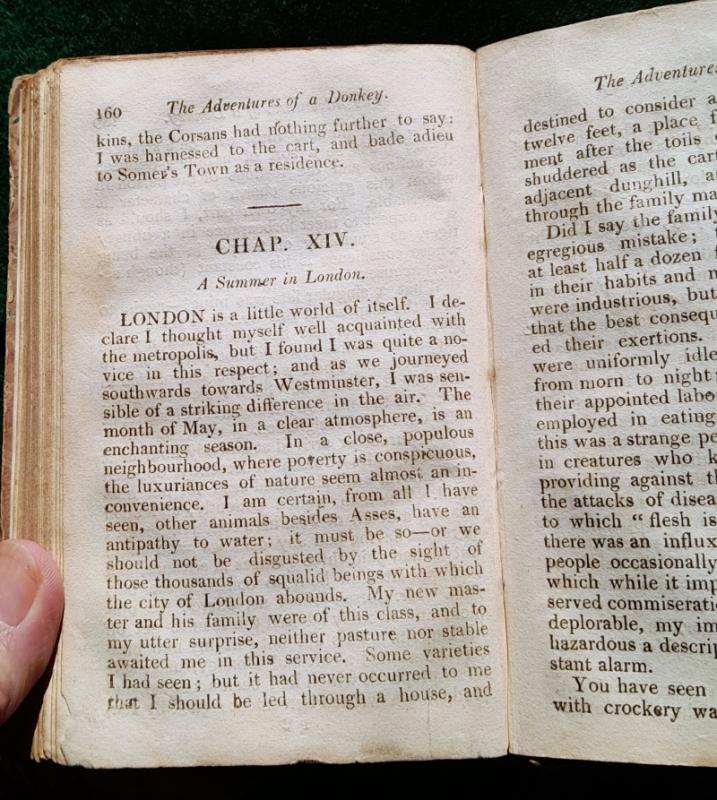 160 The Adventures of a Donkey.
kins, the Corsans had nothing further to say:
I was harnessed to the cart, and bade adieu
to Somer's Town as a residence.
CHAP. XIV.
A Summer in London.
LONDON is a little world of itself. I de-
clare I thought myself well acquainted with
the metropolis, but I found I was quite a no-
vice in this respect; and as we journeyed
southwards towards Westminster, I was sen-
sible of a striking difference in the air. The
month of May, in a clear atmosphere, is an
enchanting season. In a close, populous
neighbourhood, where poverty is conspicuous,
the luxuriances of nature seem almost an in-
convenience. I am certain, from all I have
seen, other animals besides Asses, have an
antipathy to water; it must be so—or we
should not be disgusted by the sight of
those thousands of squalid beings with which
the city of London abounds. My new mas-
ter and his family were of this class, and to
my utter surprise, neither pasture nor stable
awaited me in this service. Some varieties
I had seen; but it had never occurred to me
that I should be led through a house, and
The Adventures
destined to consider a
twelve feet, a place f
ment after the toils
shuddered as the car
adjacent dunghill, a
through the family ma
Did I say the family
egregious mistake;
at least half a dozen
in their habits and m
were industrious, but
that the best consequ
ed their exertions.
were uniformly idle
from morn to night
their appointed labo
employed in eating
this was a strange pe
in creatures who k
providing against th
the attacks of disea
to which "flesh is
there was an influx
people occasionally
which while it imp
served commiserati
deplorable, my im
hazardous a descrip
stant alarm.
You have seen
with crockery wa